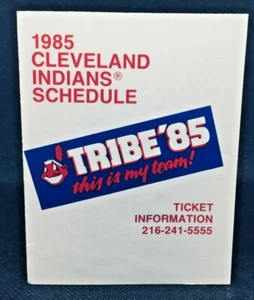 1985
CLEVELAND
INDIANS®
SCHEDULE
TRIBE '85
this is my team!
TICKET
INFORMATION
216-241-5555